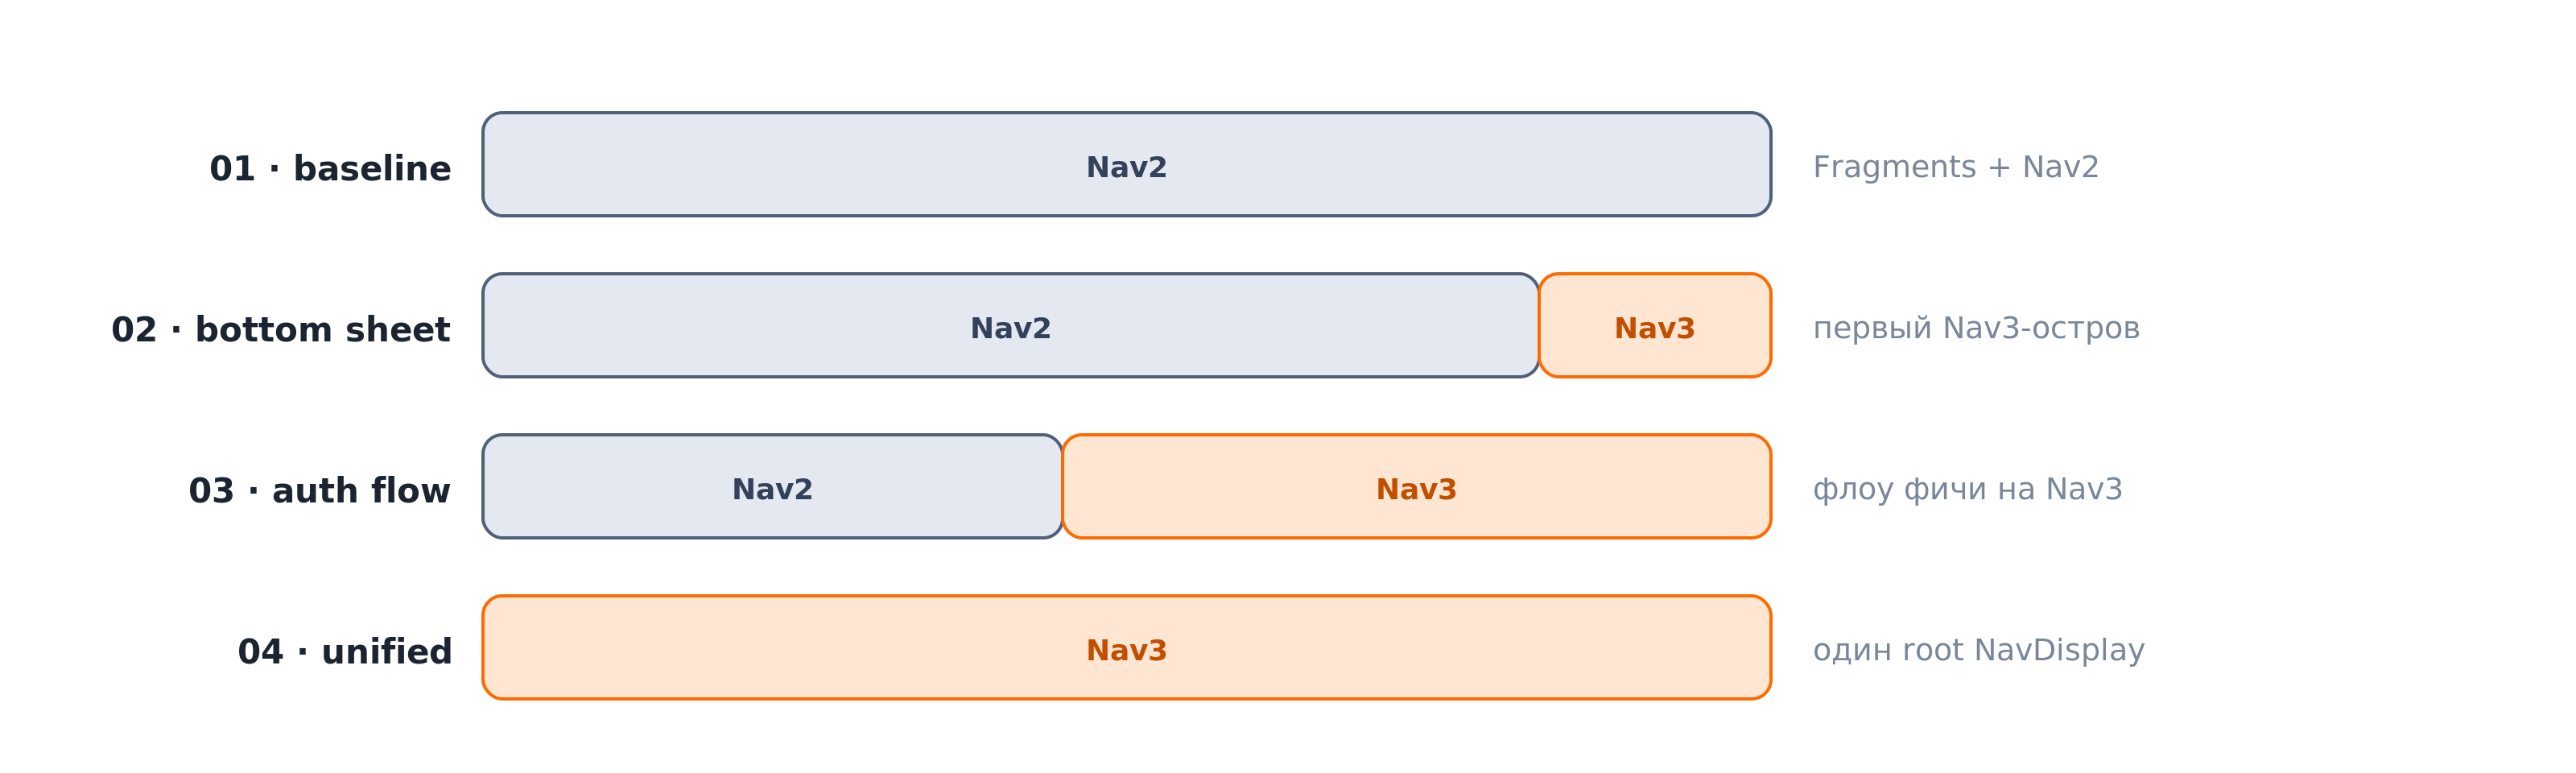 01 · baseline
Nav2
Fragments + Nav2
02 · bottom sheet
Nav2
Nav3
первый Nav3-остров
03 · auth flow
Nav2
Nav3
флоу фичи на Nav3
04 · unified
Nav3
один root NavDisplay